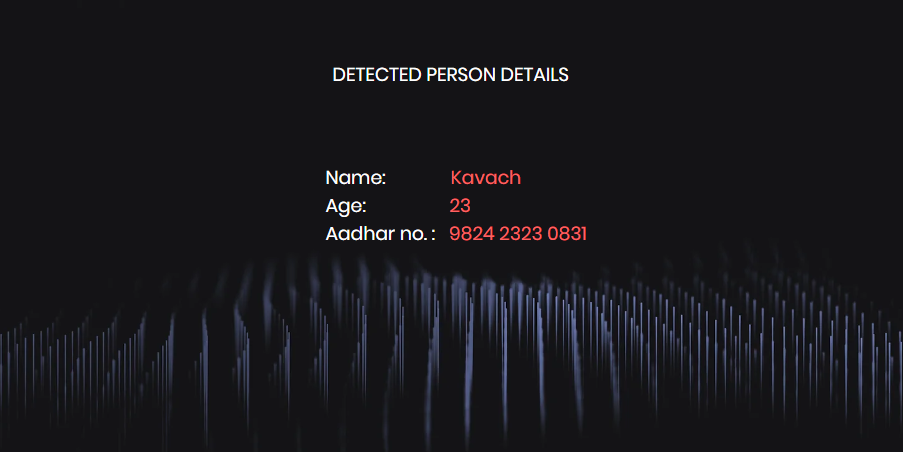 DETECTED PERSON DETAILS
Name: Kavach
Age: 23
Aadhar no. : 9824 2323 0831